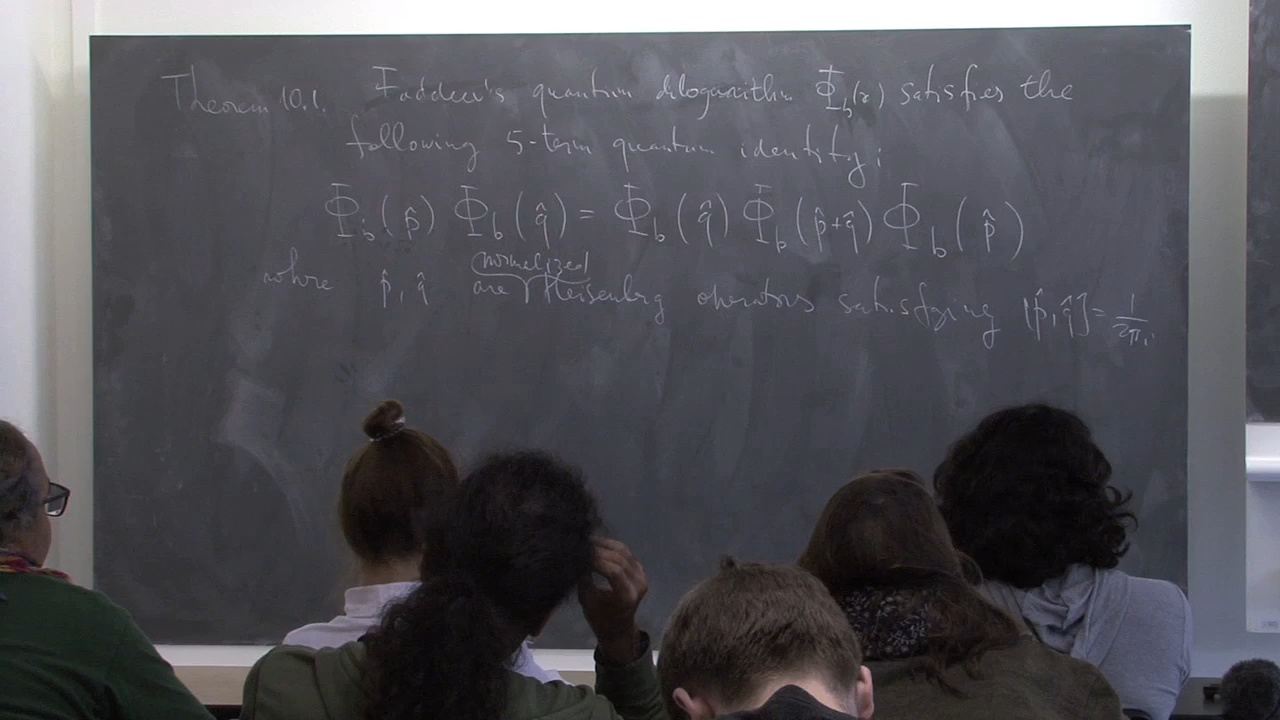 Theorem 10.1. Faddeev's quantum dilogarithm Φ_b(x) satisfies the
following 5-term quantum identity:
Φ_b(p̂) Φ_b(q̂) = Φ_b(q̂) Φ_b(p̂+q̂) Φ_b(p̂)
normalized
where p̂, q̂ are Heisenberg operators satisfying [p̂, q̂] = 1/2πi